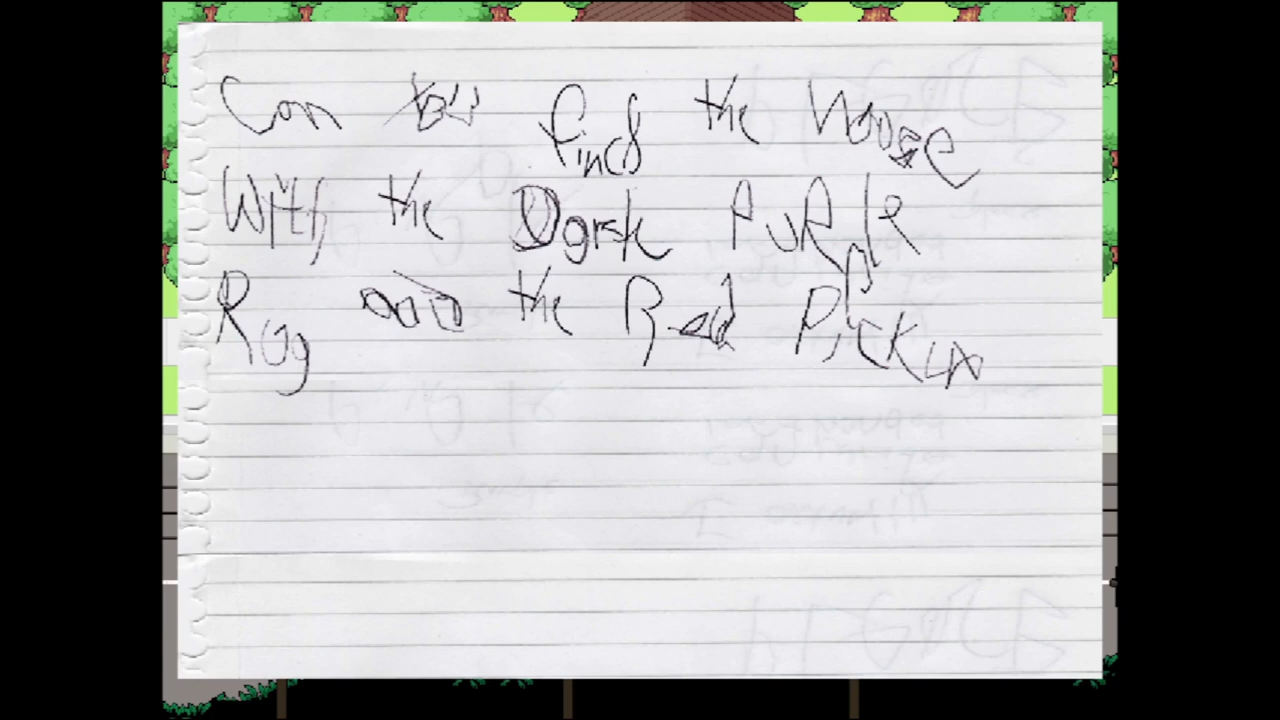 Can you find the house
With the Dark PURPle
Rug and the Red Pickup